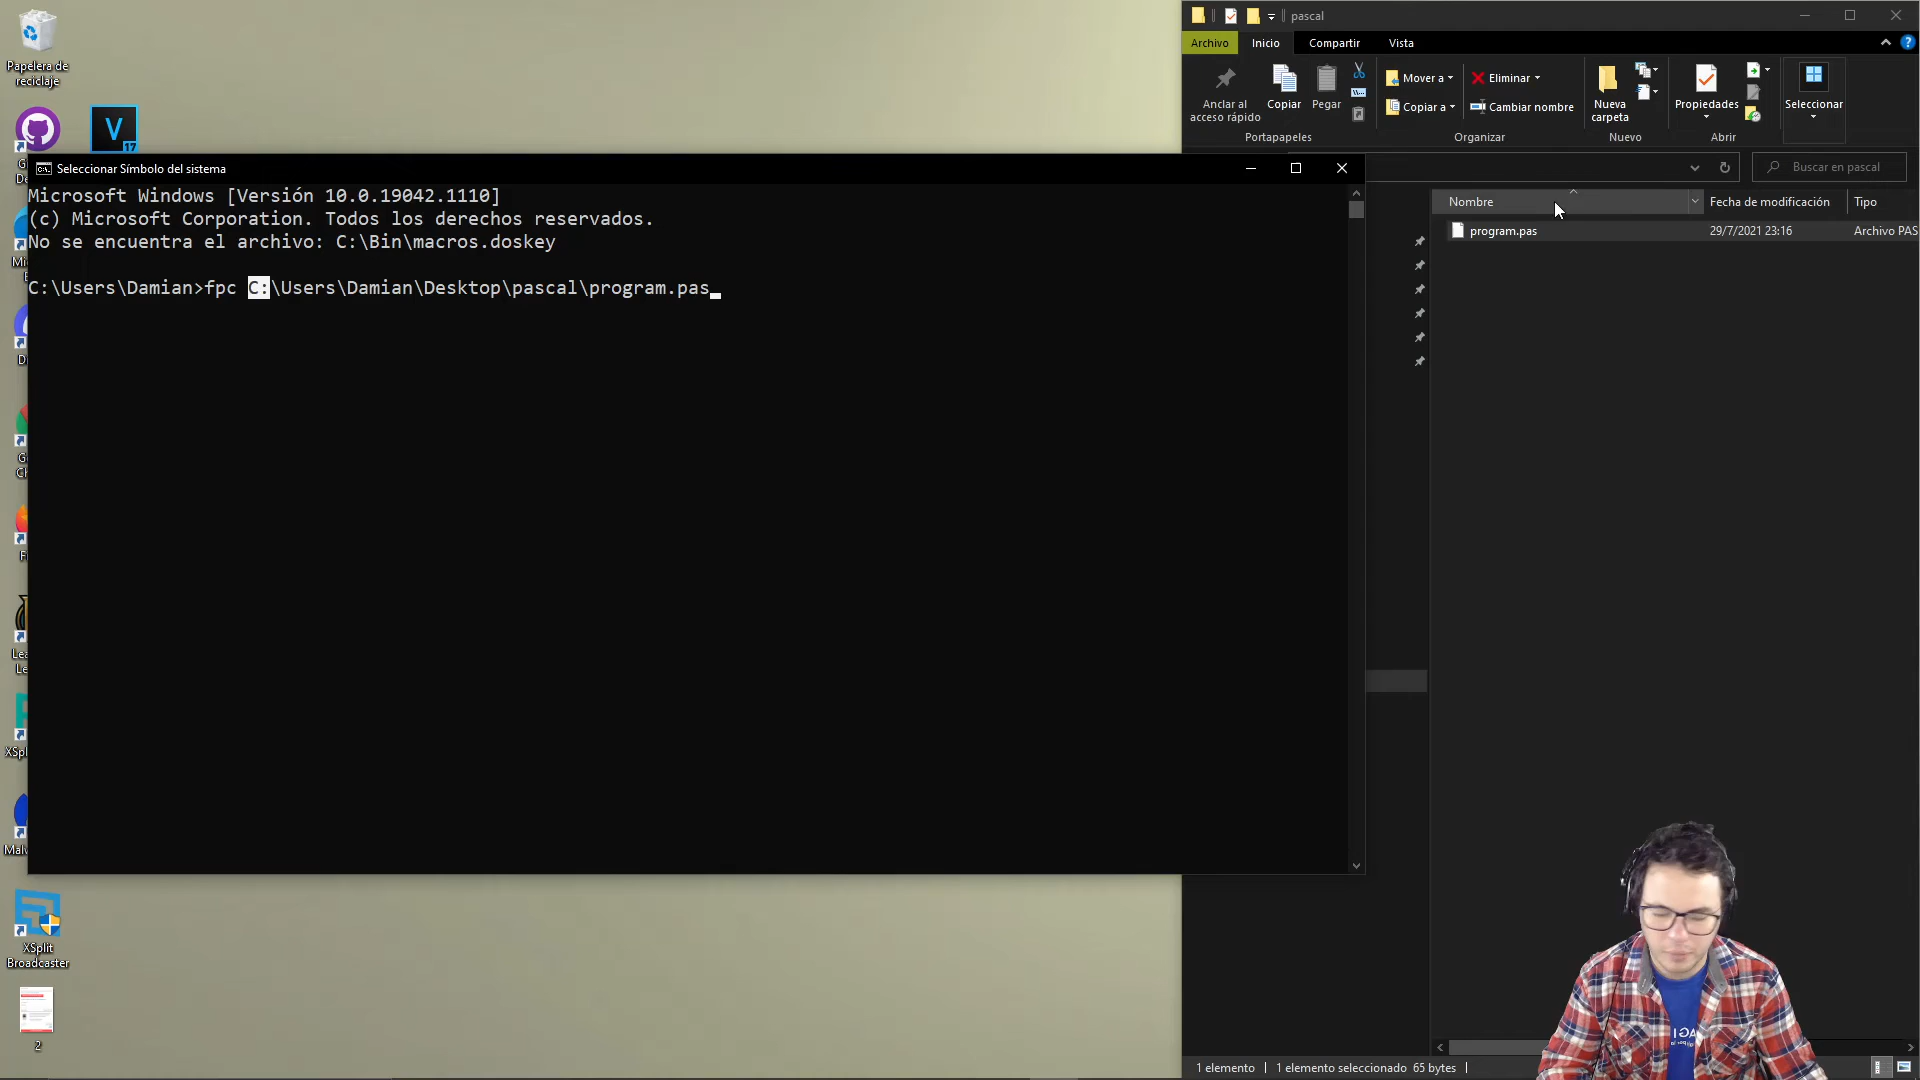 Papelera de
reciclaje
V
17
Seleccionar Símbolo del sistema
Microsoft Windows [Versión 10.0.19042.1110]
(c) Microsoft Corporation. Todos los derechos reservados.
No se encuentra el archivo: C:\Bin\macros.doskey
C:\Users\Damian>fpc C:\Users\Damian\Desktop\pascal\program.pas
XSplit
Broadcaster
2
pascal
Archivo
Inicio
Compartir
Vista
Anclar al
acceso rápido
Copiar
Pegar
Portapapeles
Mover a
Copiar a
Eliminar
Cambiar nombre
Organizar
Nueva
carpeta
Nuevo
Propiedades
Abrir
Seleccionar
Buscar en pascal
Nombre
Fecha de modificación
Tipo
program.pas
29/7/2021 23:16
Archivo PAS
1 elemento
1 elemento seleccionado 65 bytes